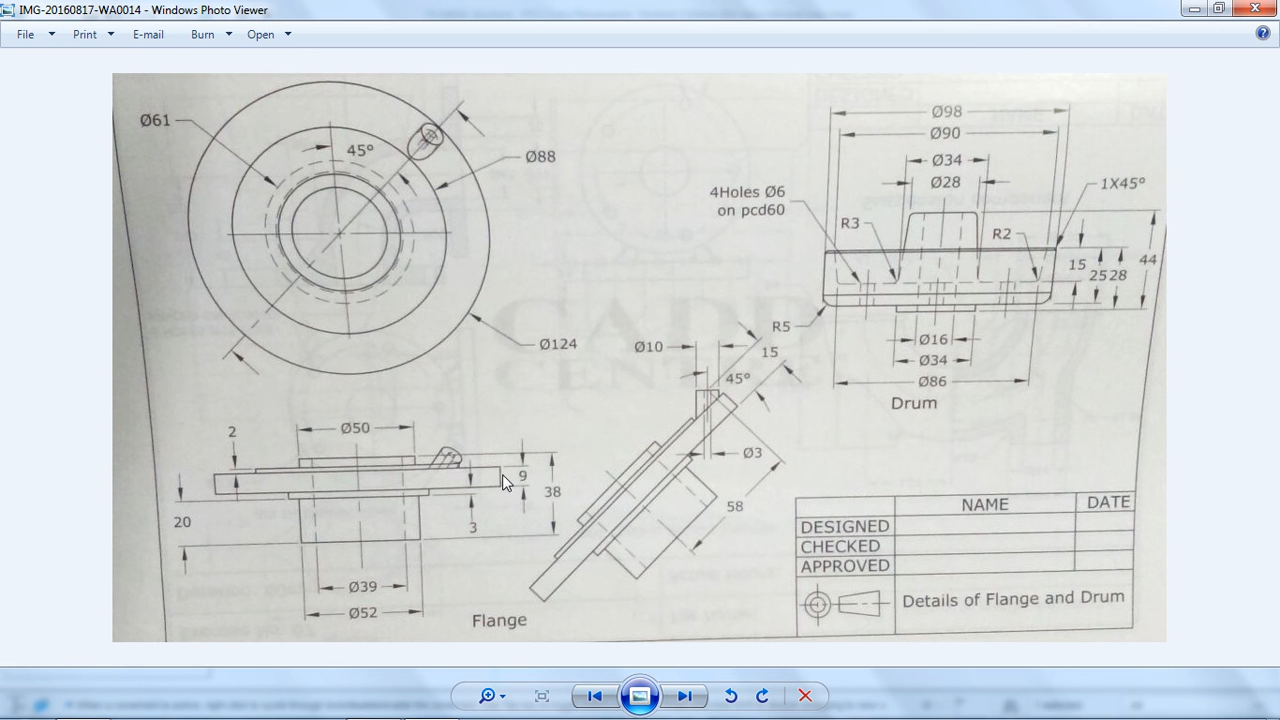 IMG-20160817-WA0014 - Windows Photo Viewer
File Print E-mail Burn Open
Ø61
45°
Ø88
Ø124
Ø98
Ø90
Ø34
Ø28
4Holes Ø6
on pcd60
1X45°
R3
R2
15
25
28
44
R5
Ø16
Ø34
Ø86
Drum
CADD
CENTRE
2
Ø50
9
38
20
3
Ø39
Ø52
Flange
Ø10
15
45°
Ø3
58
NAME DATE
DESIGNED
CHECKED
APPROVED
Details of Flange and Drum